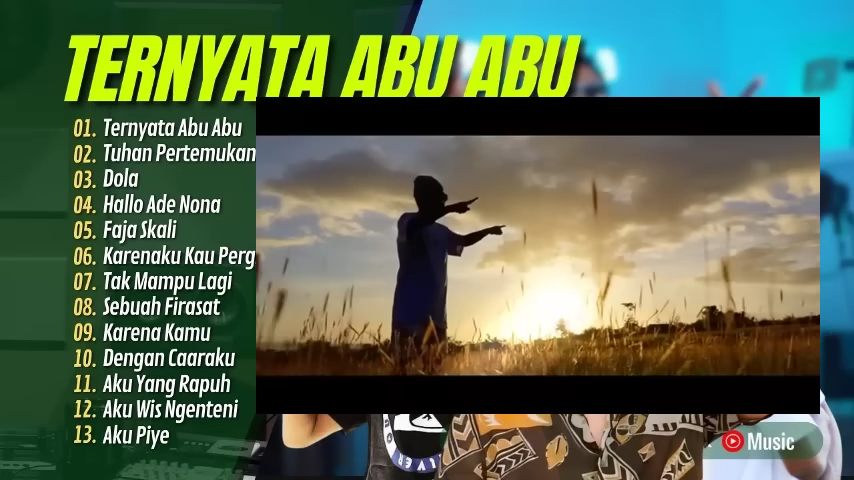 TERNYATA ABU ABU
01. Ternyata Abu Abu
02. Tuhan Pertemukan
03. Dola
04. Hallo Ade Nona
05. Faja Skali
06. Karenaku Kau Perg
07. Tak Mampu Lagi
08. Sebuah Firasat
09. Karena Kamu
10. Dengan Caaraku
11. Aku Yang Rapuh
12. Aku Wis Ngenteni
13. Aku Piye
Music